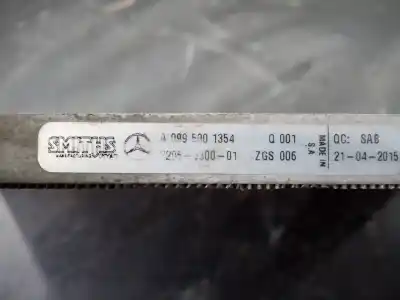 SMITHS
A 099 500 1354 Q 001
ZGS 006
MADE IN S.A
QC: SAB
21-04-2015